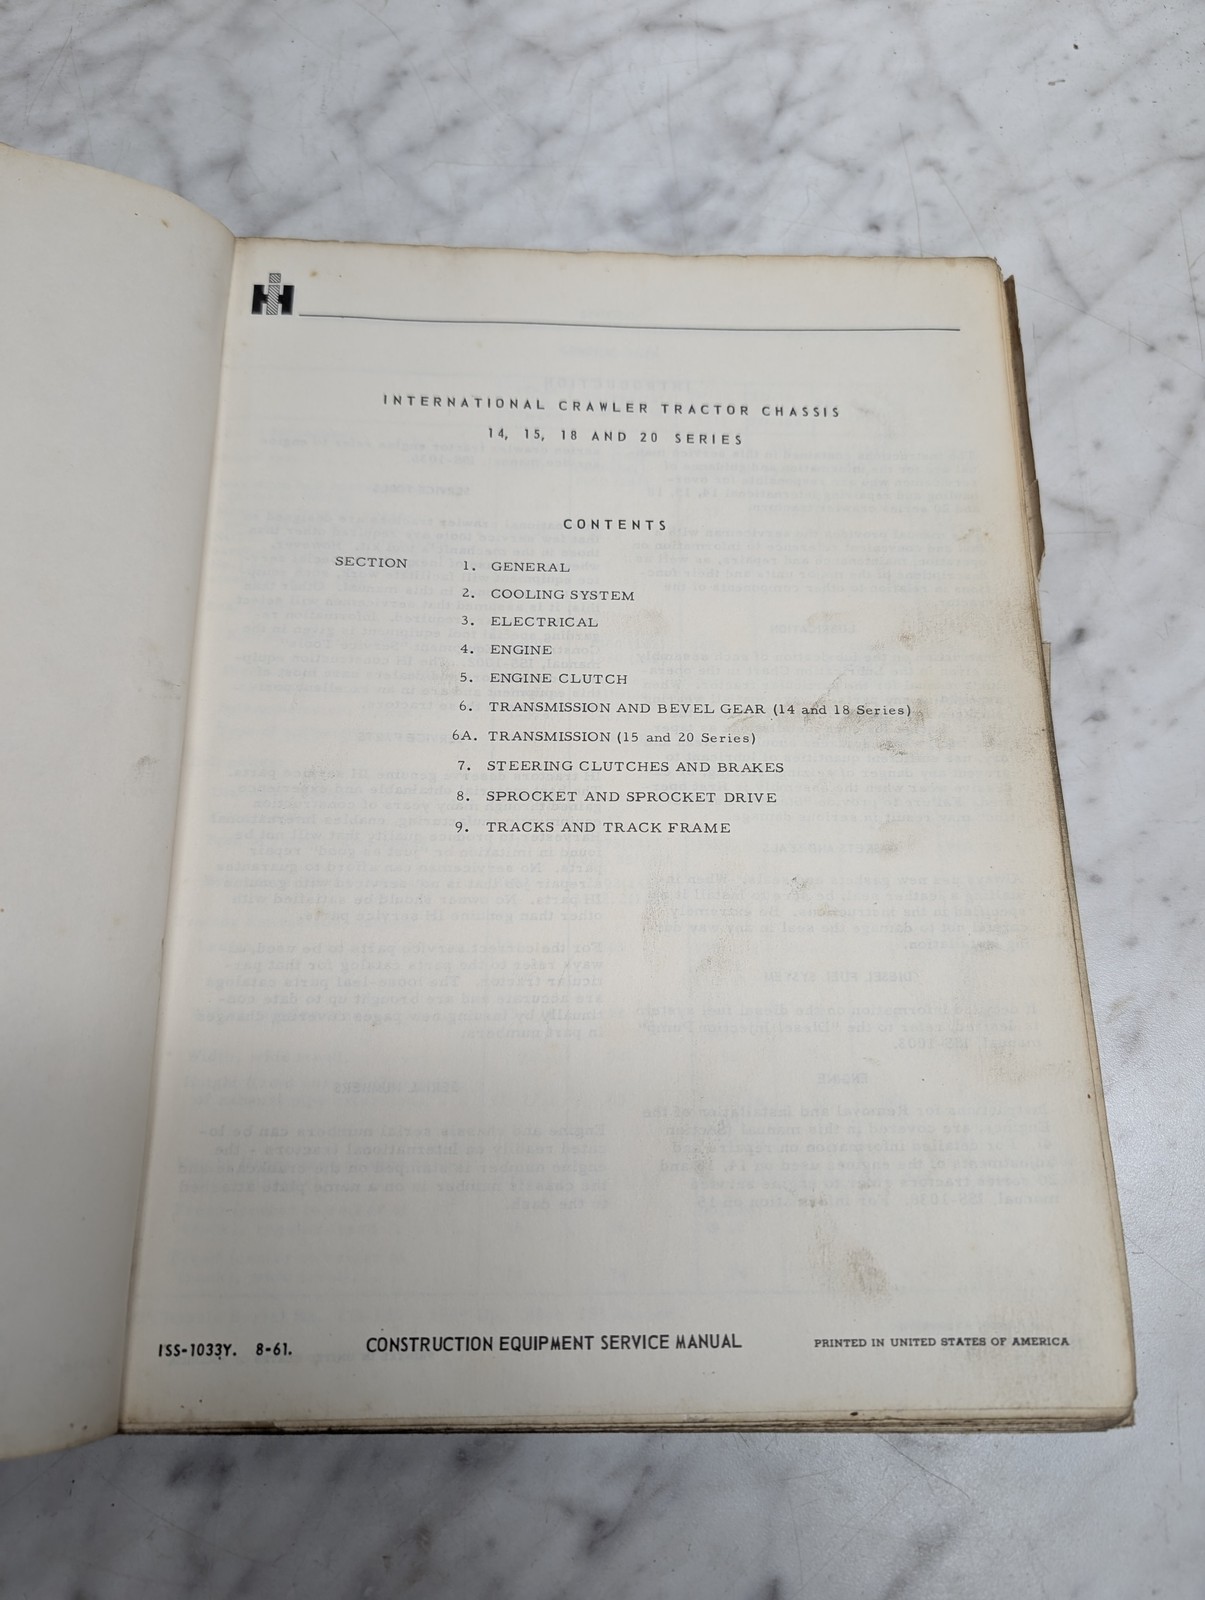 IH
INTERNATIONAL CRAWLER TRACTOR CHASSIS
14, 15, 18 AND 20 SERIES
CONTENTS
SECTION 1. GENERAL
2. COOLING SYSTEM
3. ELECTRICAL
4. ENGINE
5. ENGINE CLUTCH
6. TRANSMISSION AND BEVEL GEAR (14 and 18 Series)
6A. TRANSMISSION (15 and 20 Series)
7. STEERING CLUTCHES AND BRAKES
8. SPROCKET AND SPROCKET DRIVE
9. TRACKS AND TRACK FRAME
ISS-1033Y. 8-61. CONSTRUCTION EQUIPMENT SERVICE MANUAL PRINTED IN UNITED STATES OF AMERICA